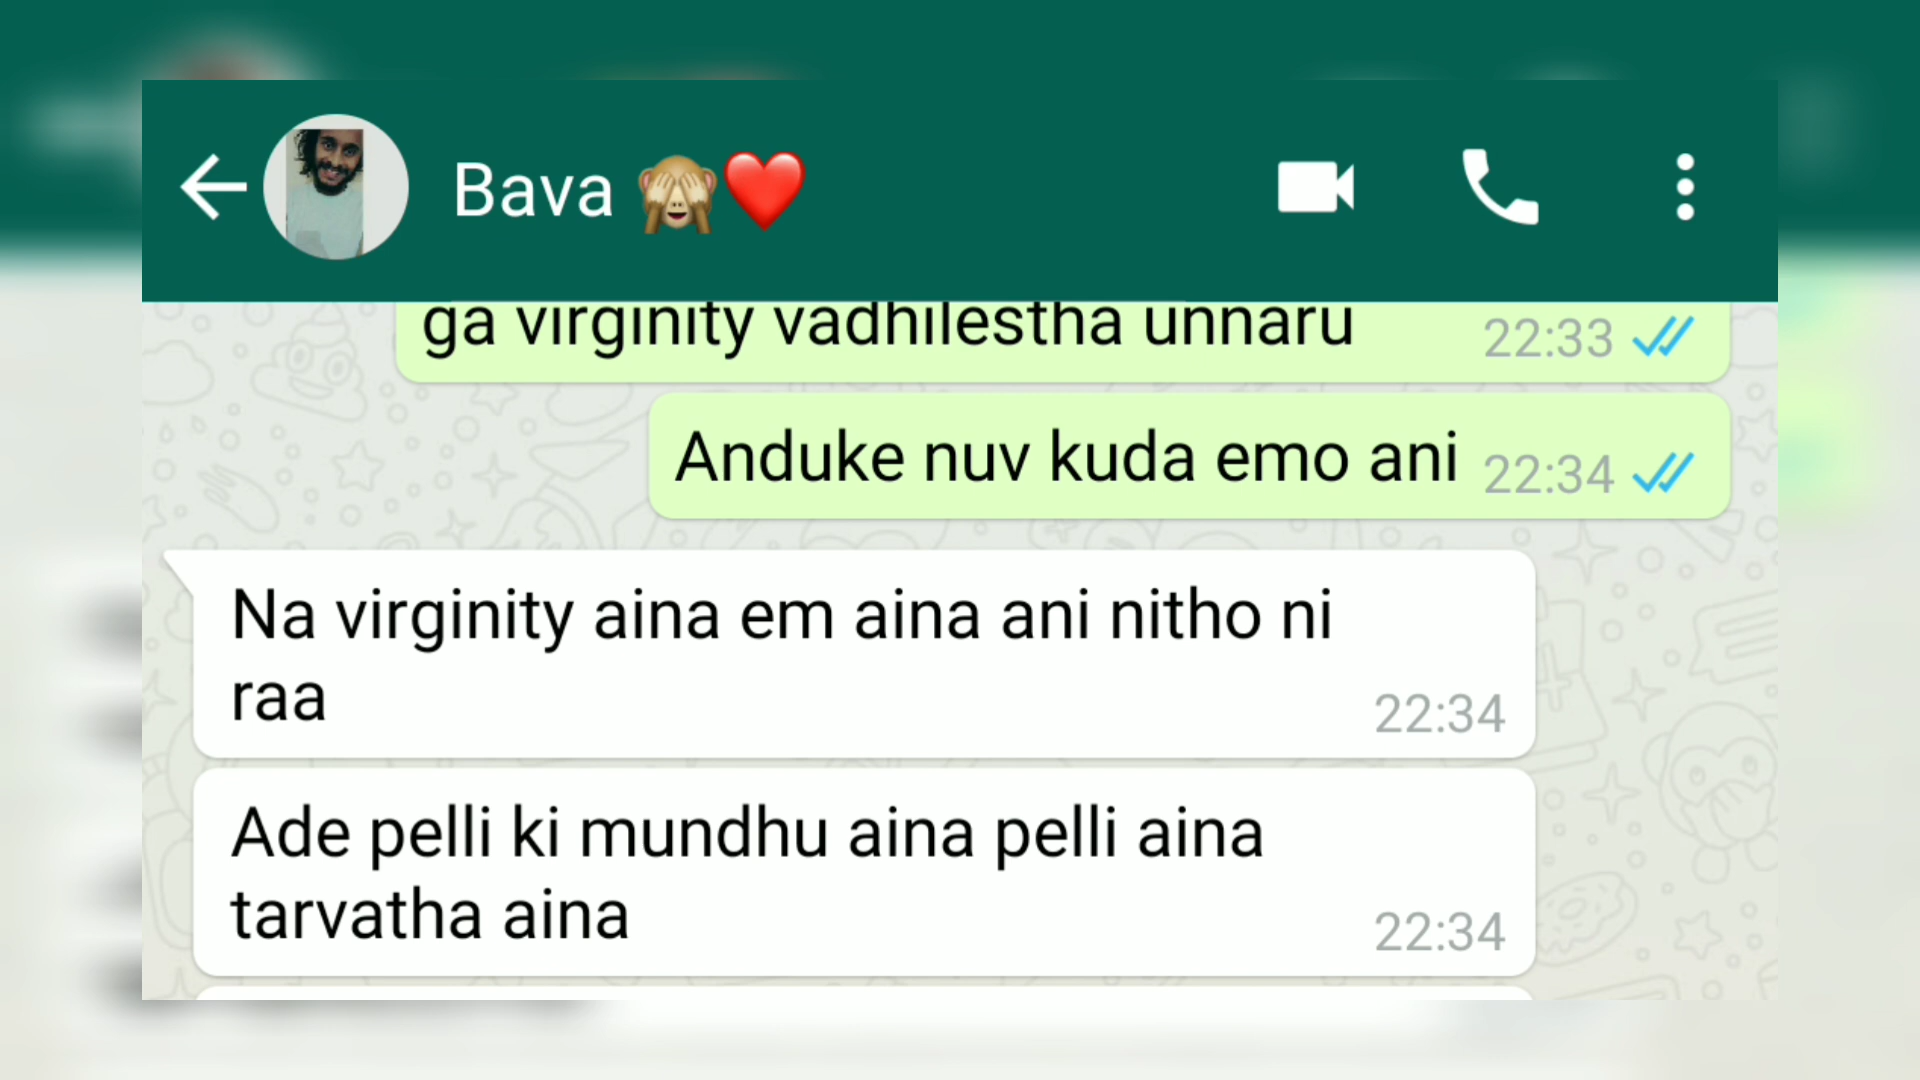 Bava 🙈❤️
ga virginity vadhilestha unnaru 22:33
Anduke nuv kuda emo ani 22:34
Na virginity aina em aina ani nitho ni
raa 22:34
Ade pelli ki mundhu aina pelli aina
tarvatha aina 22:34